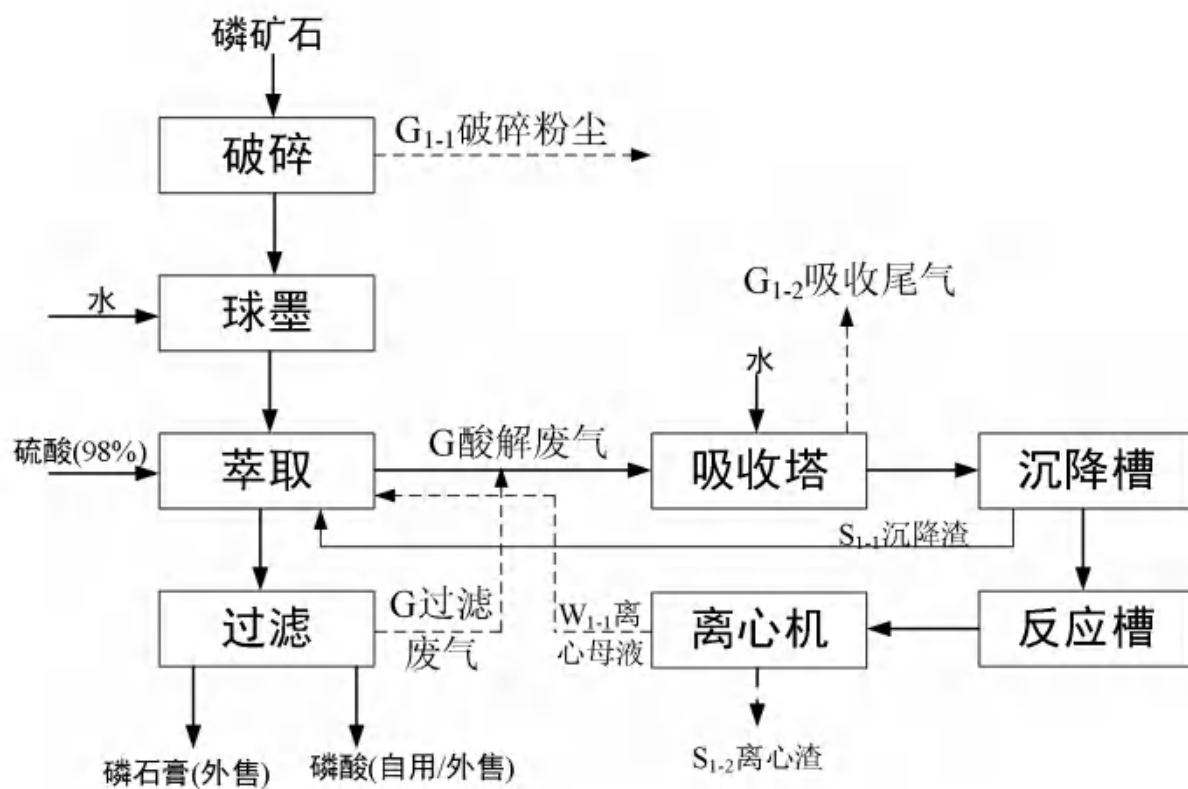 磷矿石
破碎
G1-1破碎粉尘
水
球墨
G1-2吸收尾气
水
硫酸(98%)
萃取
G酸解废气
吸收塔
沉降槽
S1-1沉降渣
过滤
G过滤
废气
W1-1离
心母液
离心机
反应槽
磷石膏(外售)
磷酸(自用/外售)
S1-2离心渣